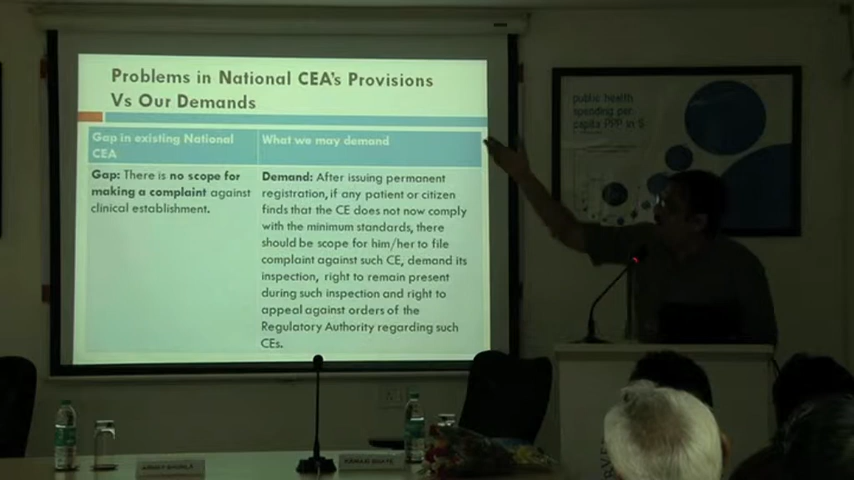 Problems in National CEA's Provisions
Vs Our Demands
Gap in existing National
CEA
What we may demand
Gap: There is no scope for
making a complaint against
clinical establishment.
Demand: After issuing permanent
registration, if any patient or citizen
finds that the CE does not now comply
with the minimum standards, there
should be scope for him/her to file
complaint against such CE, demand its
inspection, right to remain present
during such inspection and right to
appeal against orders of the
Regulatory Authority regarding such
CEs.
public health
spending per
capita PPP in $